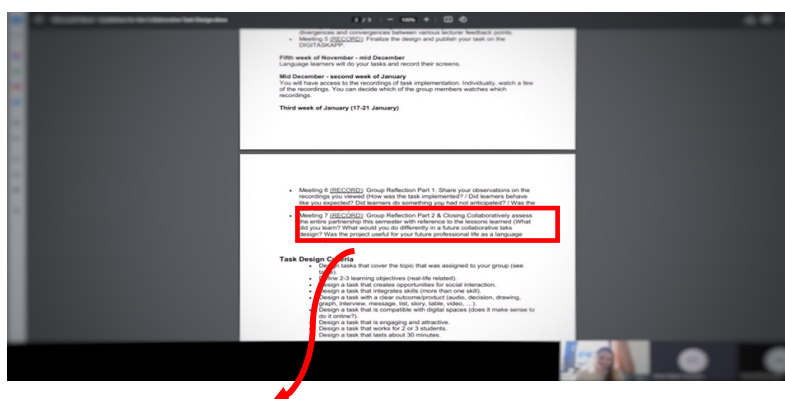 3 / 5 | − 100% +
divergences and convergences between various lecturer feedback points.
• Meeting 5 (RECORD): Finalize the design and publish your task on the
DIGITASKAPP.
Fifth week of November - mid December
Language learners will do your tasks and record their screens.
Mid December - second week of January
You will have access to the recordings of task implementation. Individually, watch a few
of the recordings. You can decide which of the group members watches which
recordings.
Third week of January (17-21 January)
• Meeting 6 (RECORD): Group Reflection Part 1. Share your observations on the
recordings you viewed (How was the task implemented? / Did learners behave
like you expected? Did learners do something you had not anticipated? / Was the
• Meeting 7 (RECORD): Group Reflection Part 2 & Closing.Collaboratively assess
the entire partnership this semester with reference to the lessons learned (What
did you learn? What would you do differently in a future collaborative taks
design? Was the project useful for your future professional life as a language
Task Design Criteria
• Design tasks that cover the topic that was assigned to your group (see
• Define 2-3 learning objectives (real-life related).
• Design a task that creates opportunities for social interaction.
• Design a task that integrates skills (more than one skill).
• Design a task with a clear outcome/product (audio, decision, drawing,
graph, interview, message, list, story, table, video, …).
• Design a task that is compatible with digital spaces (does it make sense to
do it online?).
• Design a task that is engaging and attractive.
• Design a task that works for 2 or 3 students.
Design a task that lasts about 30 minutes.